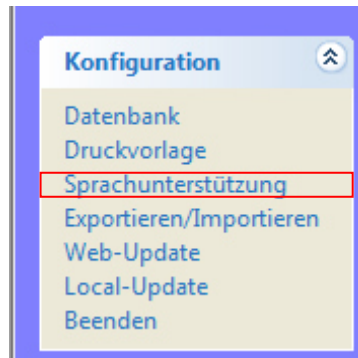 Konfiguration
Datenbank
Druckvorlage
Sprachunterstützung
Exportieren/Importieren
Web-Update
Local-Update
Beenden